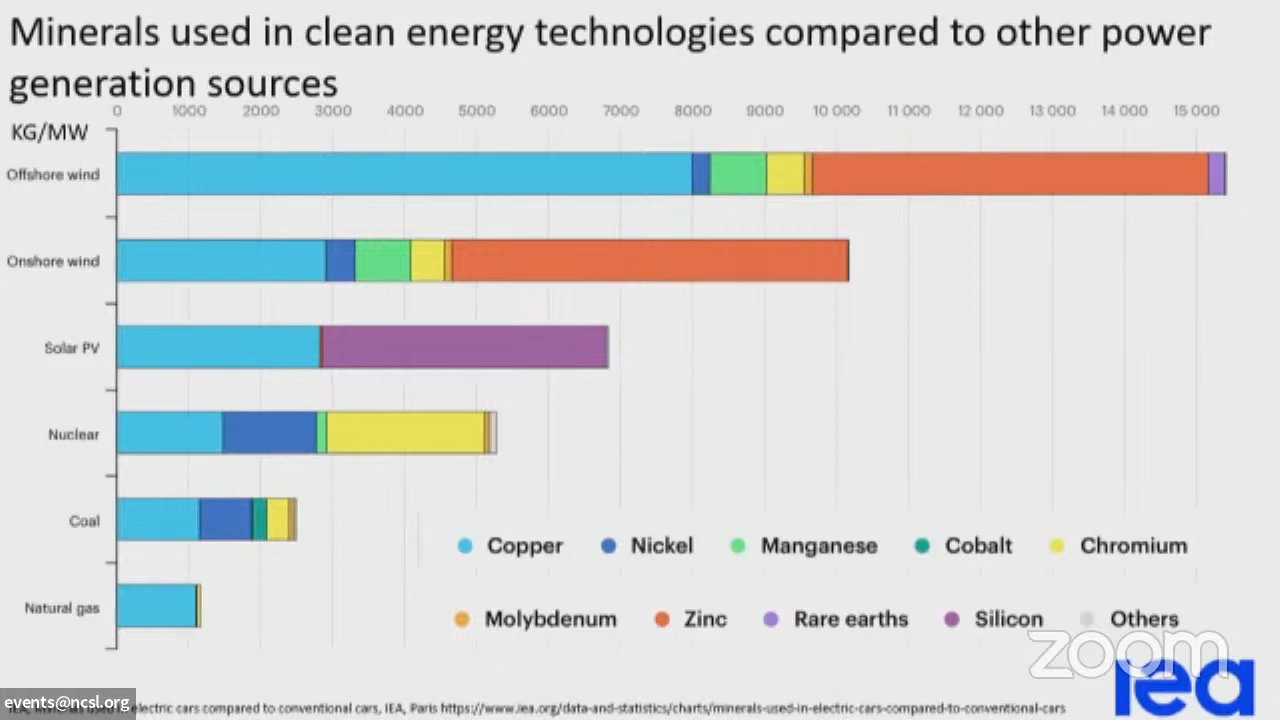 Minerals used in clean energy technologies compared to other power
generation sources
0 1000 2000 3000 4000 5000 6000 7000 8000 9000 10 000 11 000 12 000 13 000 14 000 15 000
KG/MW
Offshore wind
Onshore wind
Solar PV
Nuclear
Coal
Natural gas
Copper Nickel Manganese Cobalt Chromium
Molybdenum Zinc Rare earths Silicon Others
zoom
iea
events@ncsl.org
electric cars compared to conventional cars, IEA, Paris https://www.iea.org/data-and-statistics/charts/minerals-used-in-electric-cars-compared-to-conventional-cars